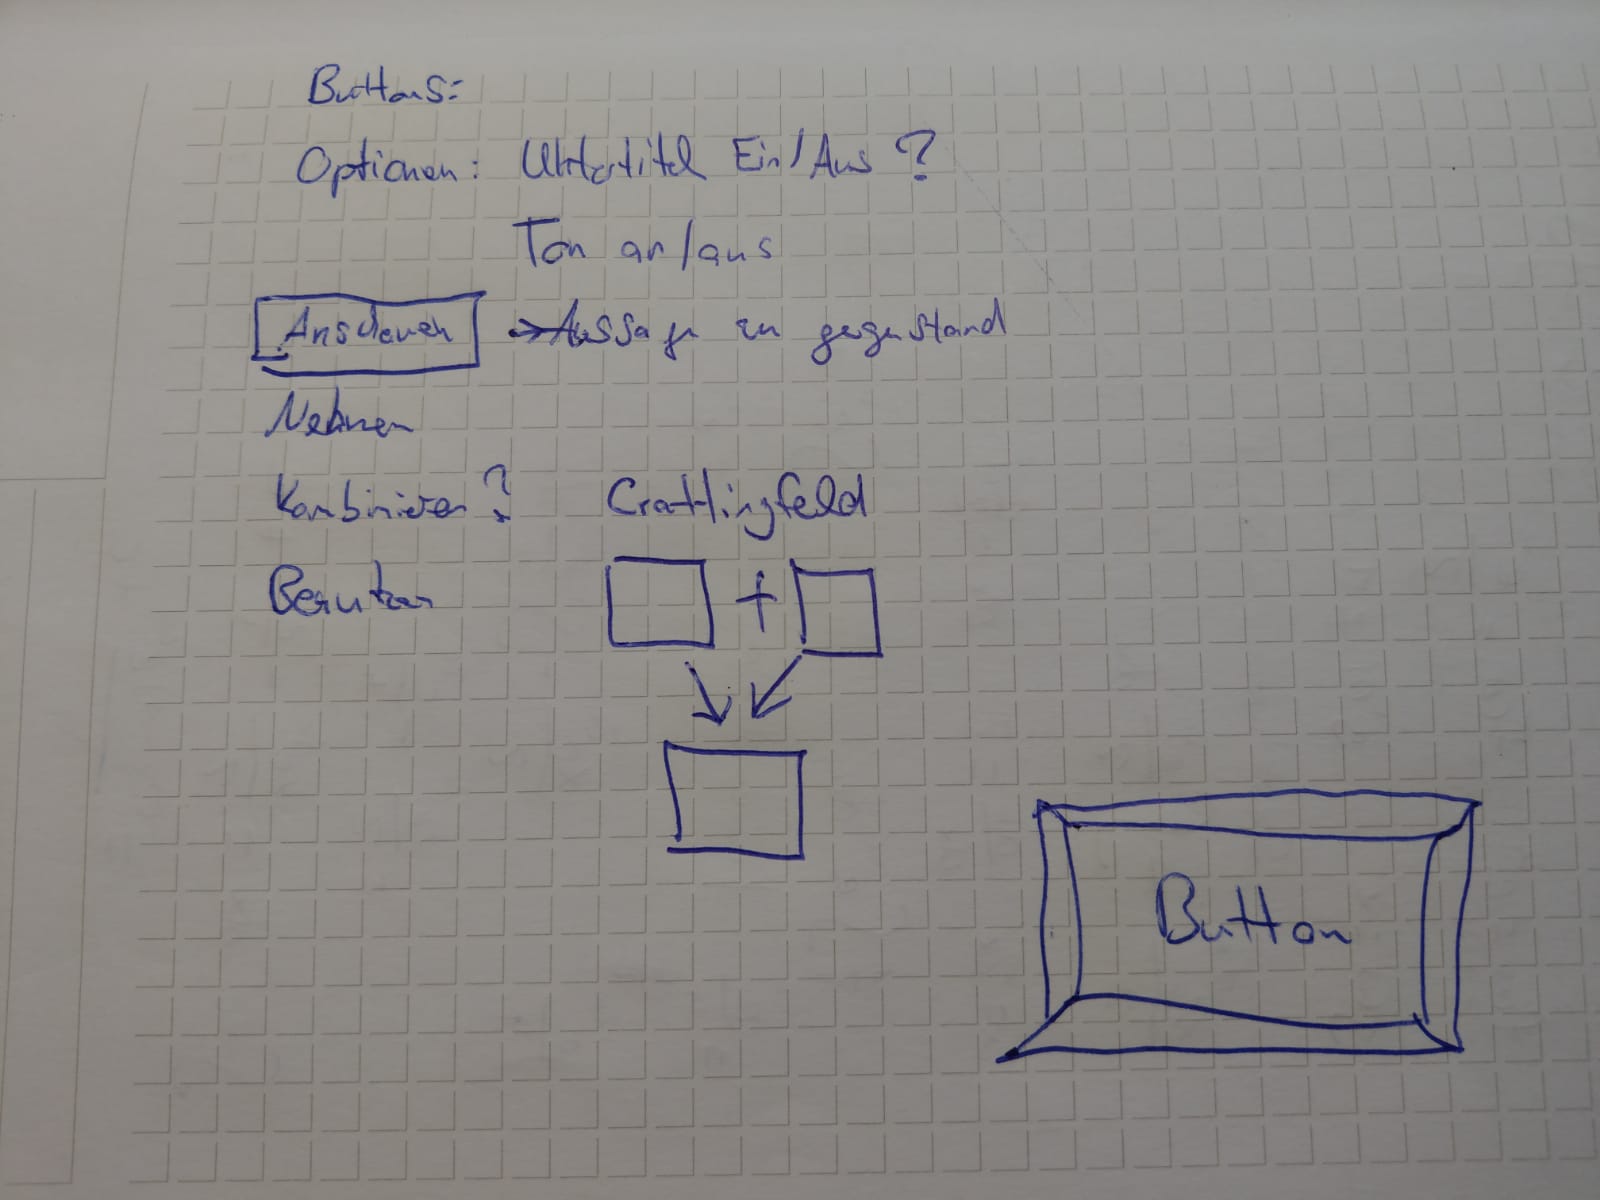 Buttons:
Optionen: Untertitel Ein/Aus ?
Ton an/aus
Anschauen → Aussage zu gegenstand
Nehmen
Kombinieren ? Craftingfeld
Benutzen
+
Button